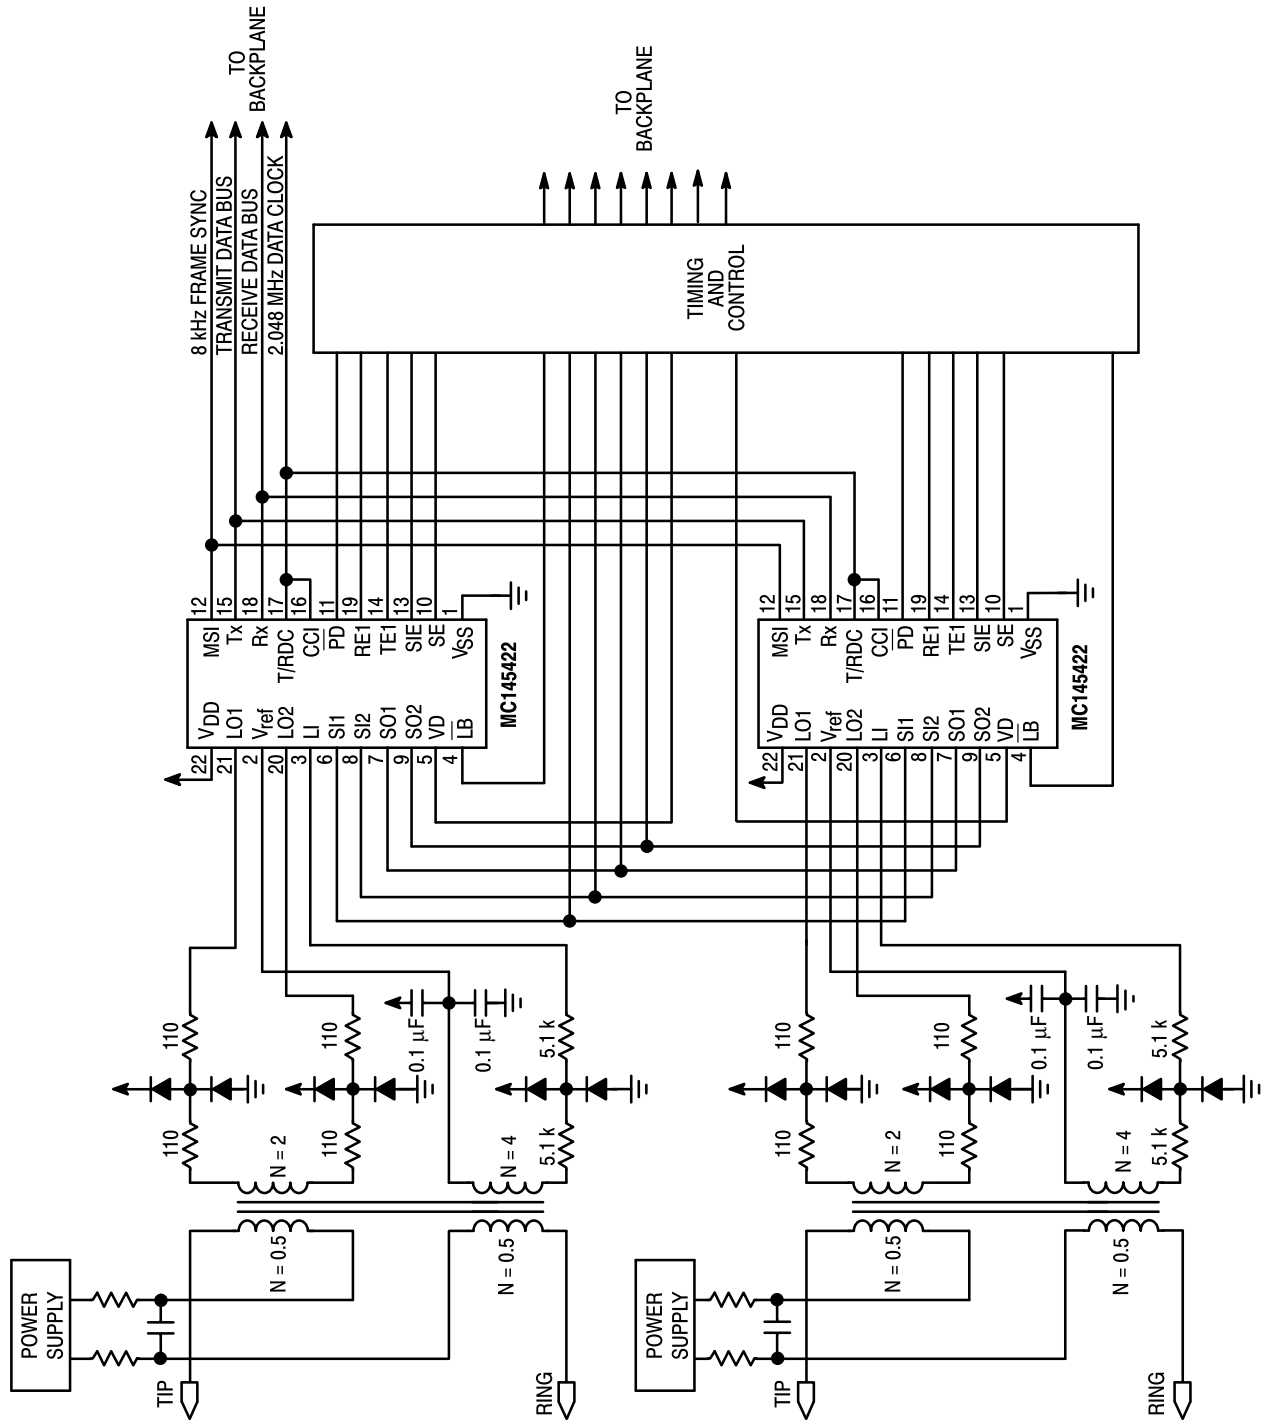 TO
BACKPLANE
8 kHz FRAME SYNC
TRANSMIT DATA BUS
RECEIVE DATA BUS
2.048 MHz DATA CLOCK
TO
BACKPLANE
TIMING
AND
CONTROL
12
15
18
17
16
11
19
14
13
10
1
MSI
Tx
Rx
T/RDC
CCI
PD
RE1
TE1
SIE
SE
VSS
MC145422
VDD
LO1
Vref
LO2
LI
SI1
SI2
SO1
SO2
VD
LB
22
21
2
20
3
6
8
7
9
5
4
12
15
18
17
16
11
19
14
13
10
1
MSI
Tx
Rx
T/RDC
CCI
PD
RE1
TE1
SIE
SE
VSS
MC145422
VDD
LO1
Vref
LO2
LI
SI1
SI2
SO1
SO2
VD
LB
22
21
2
20
3
6
8
7
9
5
4
110
110
0.1 µF
0.1 µF
5.1 k
110
N = 2
110
N = 4
5.1 k
N = 0.5
N = 0.5
POWER
SUPPLY
TIP
RING
110
110
0.1 µF
0.1 µF
5.1 k
110
N = 2
110
N = 4
5.1 k
N = 0.5
N = 0.5
POWER
SUPPLY
TIP
RING